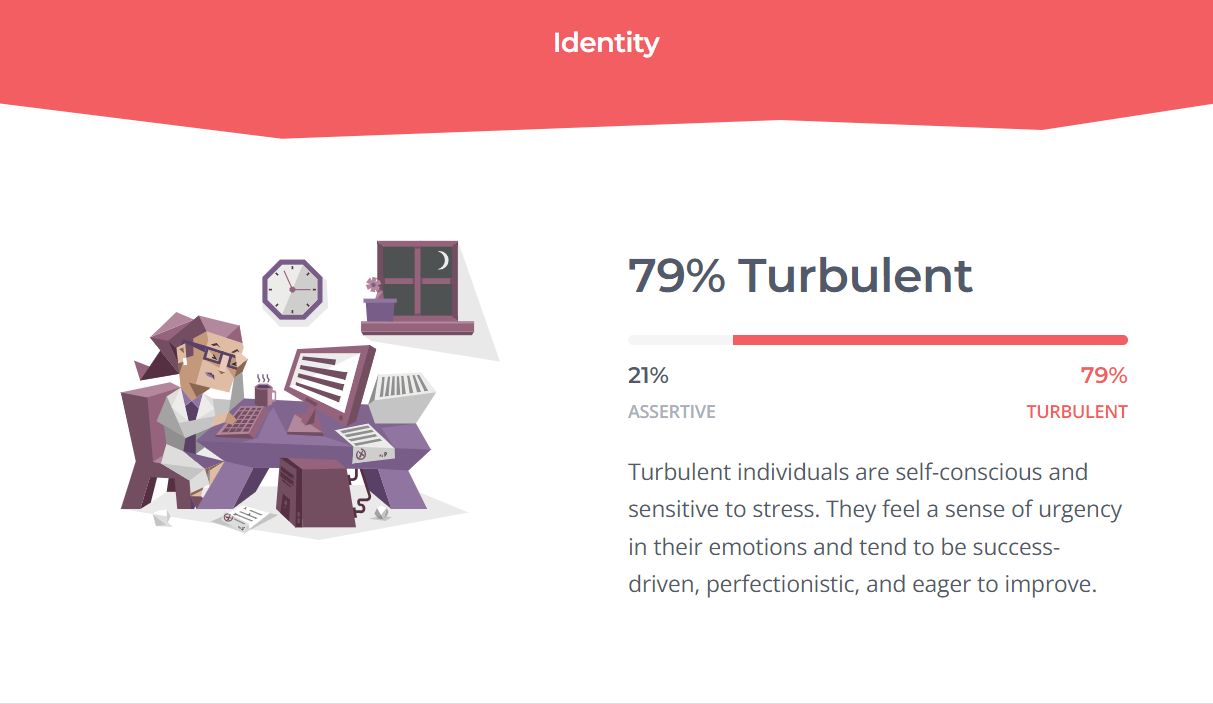 Identity
79% Turbulent
21%
79%
ASSERTIVE
TURBULENT
Turbulent individuals are self-conscious and
sensitive to stress. They feel a sense of urgency
in their emotions and tend to be success-
driven, perfectionistic, and eager to improve.